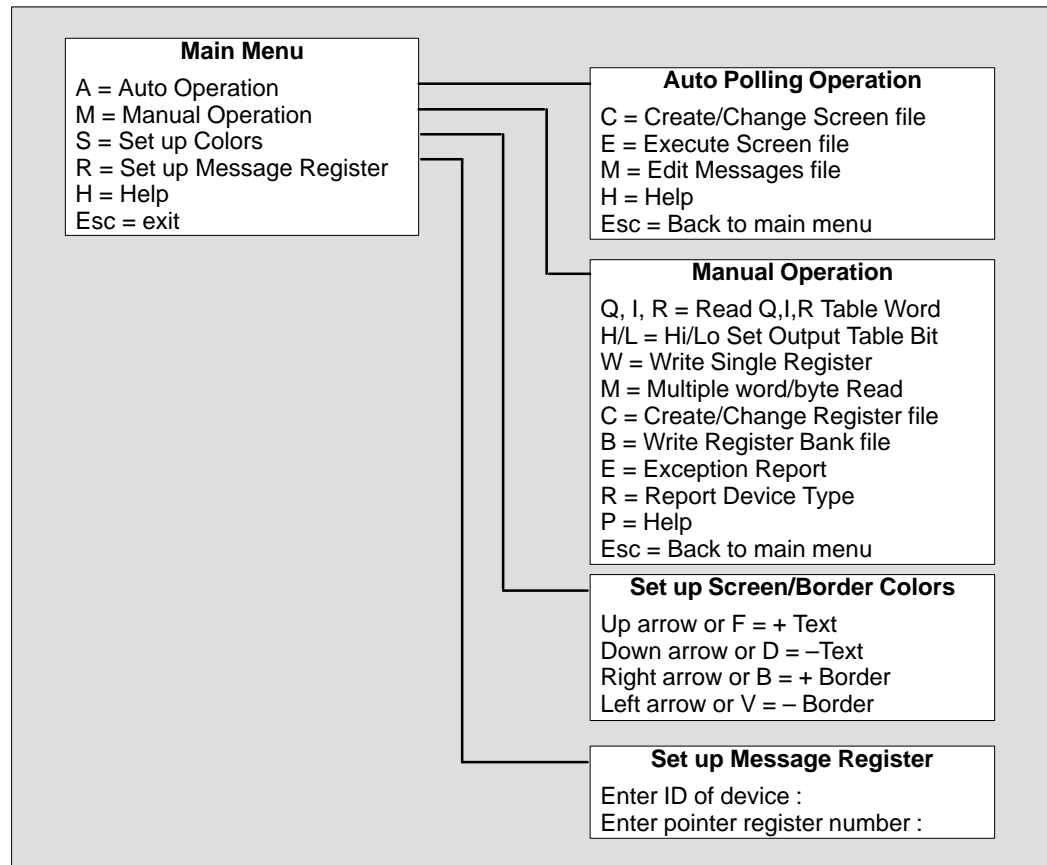 Main Menu
A = Auto Operation
M = Manual Operation
S = Set up Colors
R = Set up Message Register
H = Help
Esc = exit
Auto Polling Operation
C = Create/Change Screen file
E = Execute Screen file
M = Edit Messages file
H = Help
Esc = Back to main menu
Manual Operation
Q, I, R = Read Q,I,R Table Word
H/L = Hi/Lo Set Output Table Bit
W = Write Single Register
M = Multiple word/byte Read
C = Create/Change Register file
B = Write Register Bank file
E = Exception Report
R = Report Device Type
P = Help
Esc = Back to main menu
Set up Screen/Border Colors
Up arrow or F = + Text
Down arrow or D = –Text
Right arrow or B = + Border
Left arrow or V = – Border
Set up Message Register
Enter ID of device :
Enter pointer register number :